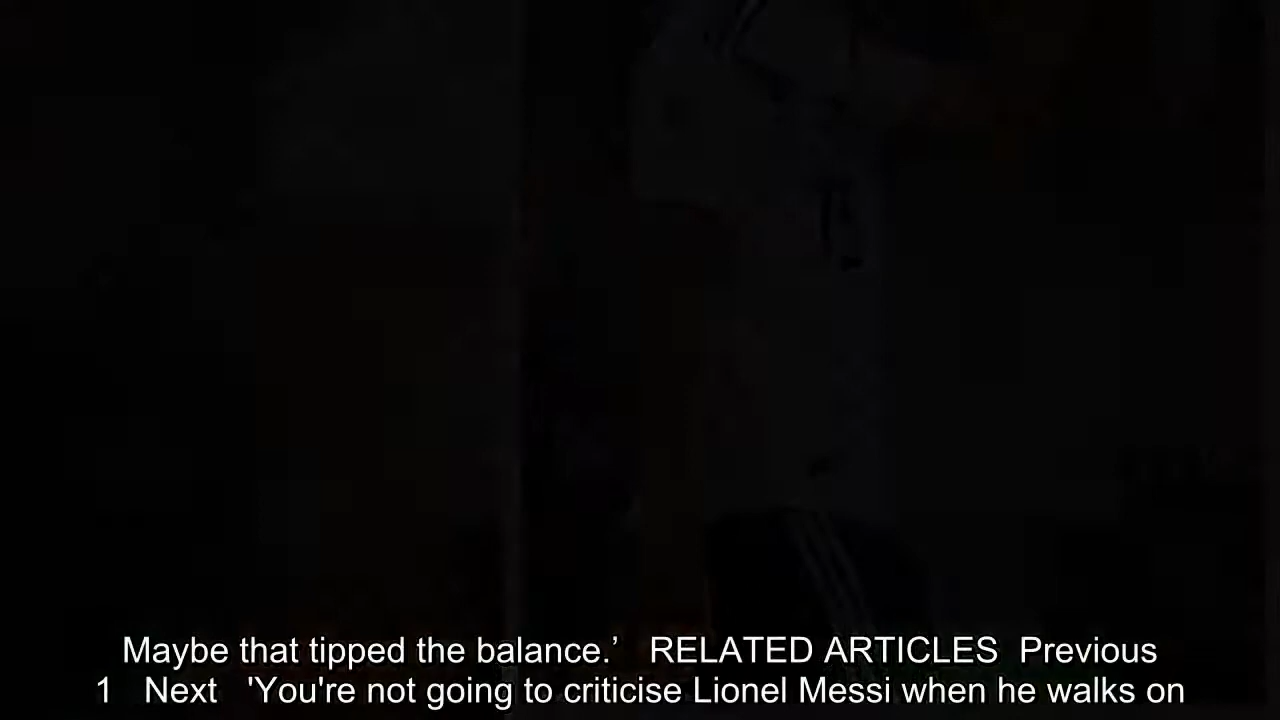 Maybe that tipped the balance.’ RELATED ARTICLES Previous
1 Next 'You're not going to criticise Lionel Messi when he walks on